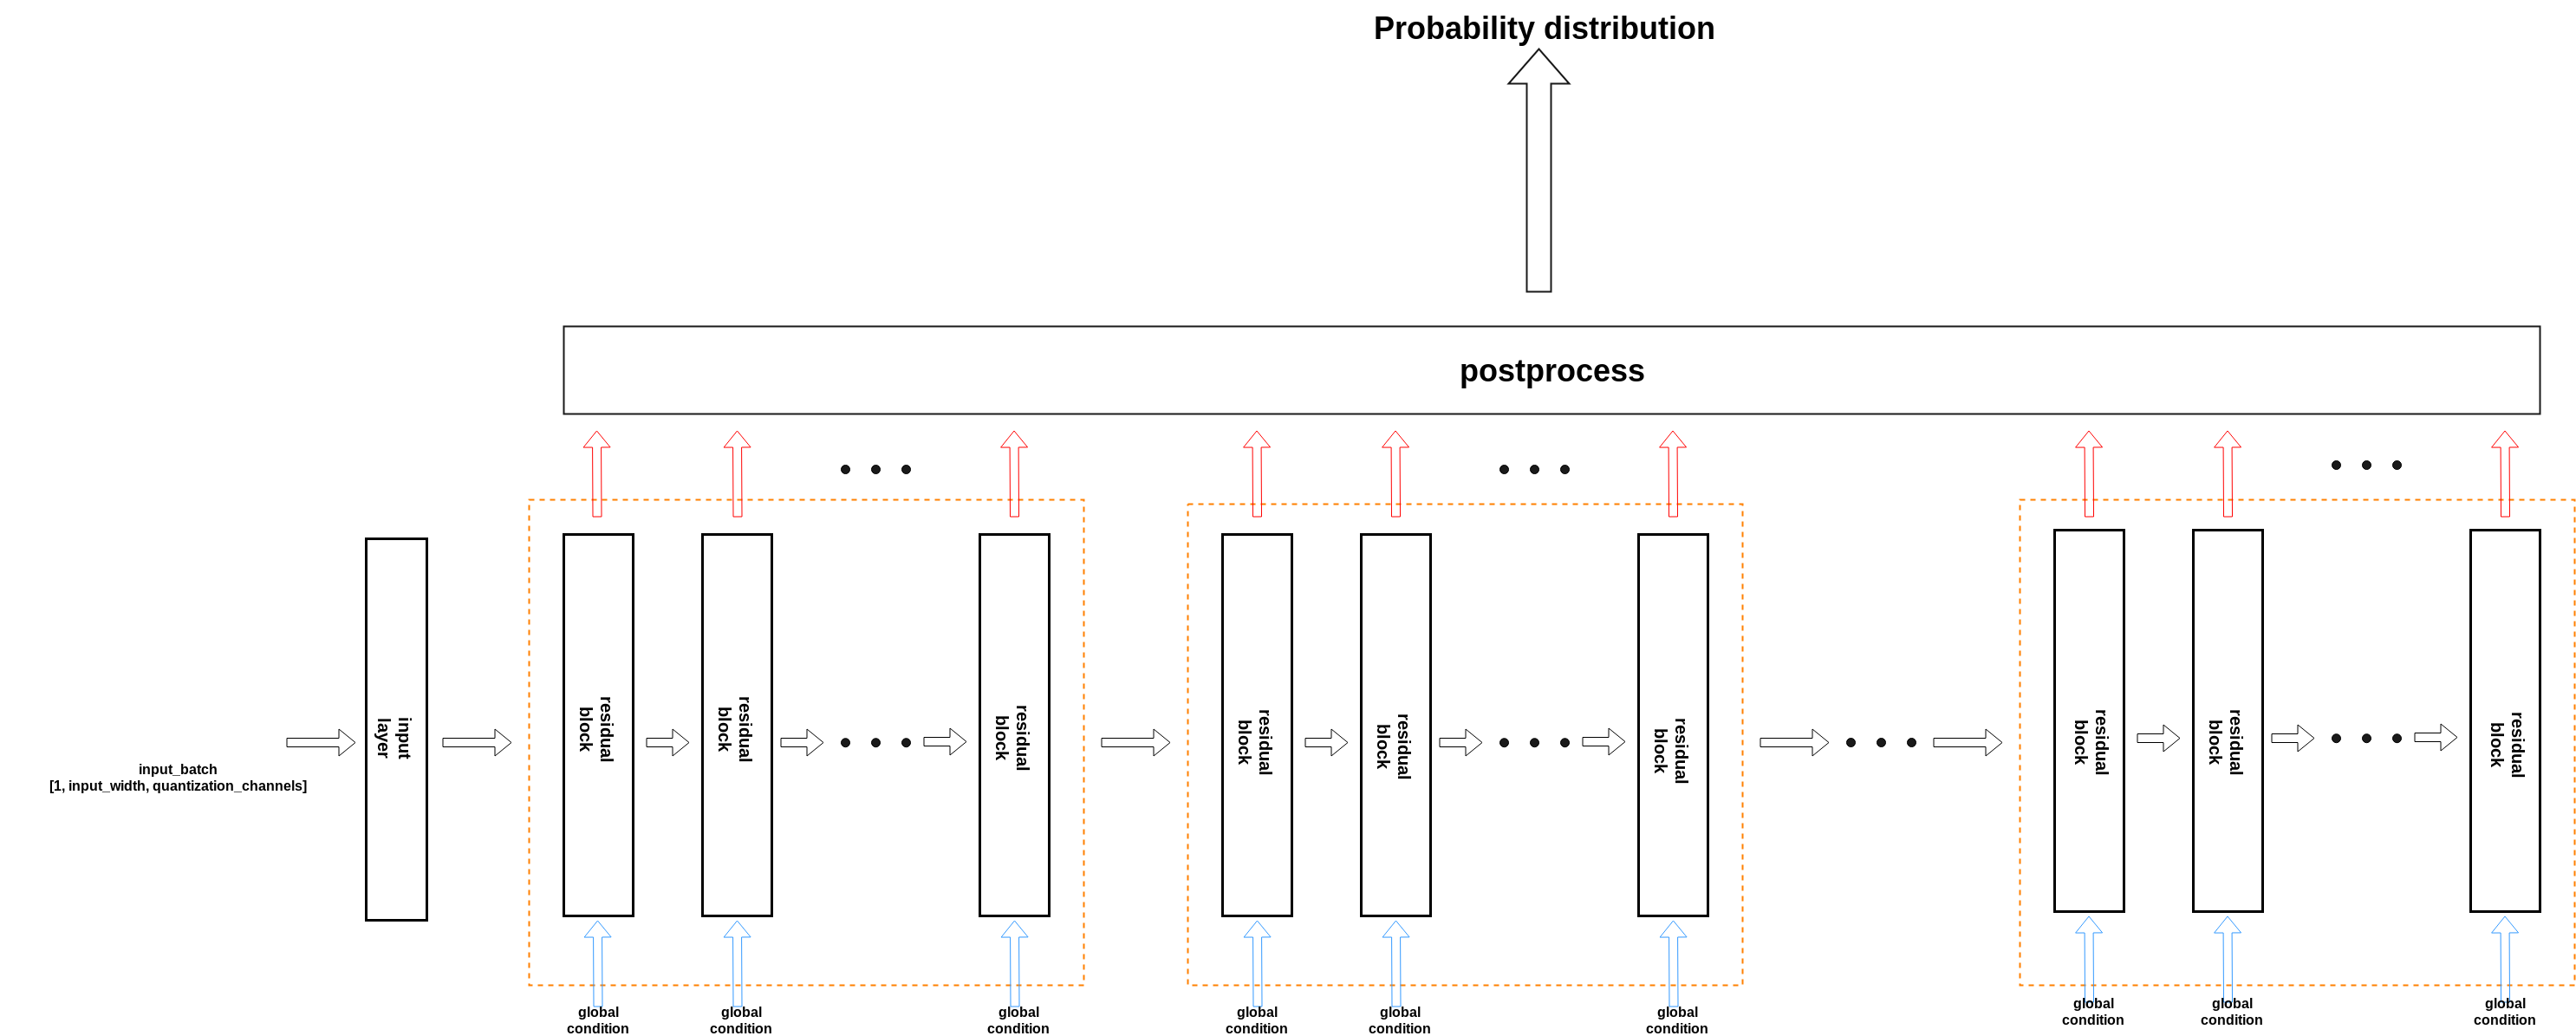 Probability distribution
postprocess
input
layer
input_batch
[1, input_width, quantization_channels]
residual
block
residual
block
residual
block
residual
block
residual
block
residual
block
residual
block
residual
block
residual
block
global
condition
global
condition
global
condition
global
condition
global
condition
global
condition
global
condition
global
condition
global
condition